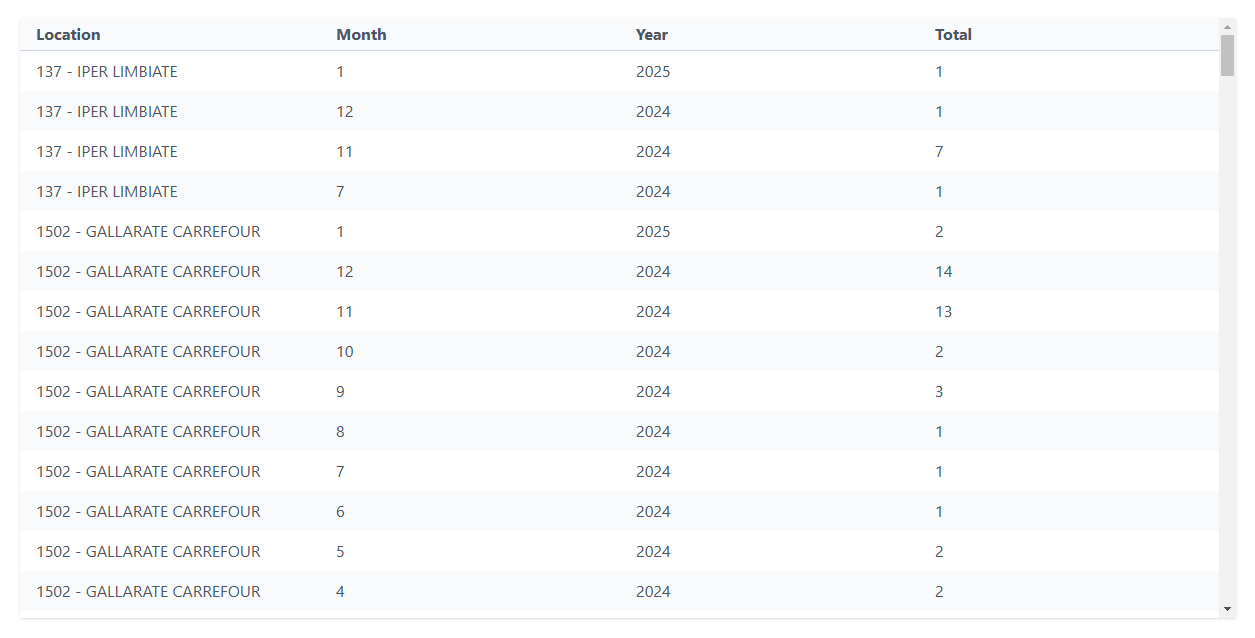 Location Month Year Total
137 - IPER LIMBIATE 1 2025 1
137 - IPER LIMBIATE 12 2024 1
137 - IPER LIMBIATE 11 2024 7
137 - IPER LIMBIATE 7 2024 1
1502 - GALLARATE CARREFOUR 1 2025 2
1502 - GALLARATE CARREFOUR 12 2024 14
1502 - GALLARATE CARREFOUR 11 2024 13
1502 - GALLARATE CARREFOUR 10 2024 2
1502 - GALLARATE CARREFOUR 9 2024 3
1502 - GALLARATE CARREFOUR 8 2024 1
1502 - GALLARATE CARREFOUR 7 2024 1
1502 - GALLARATE CARREFOUR 6 2024 1
1502 - GALLARATE CARREFOUR 5 2024 2
1502 - GALLARATE CARREFOUR 4 2024 2